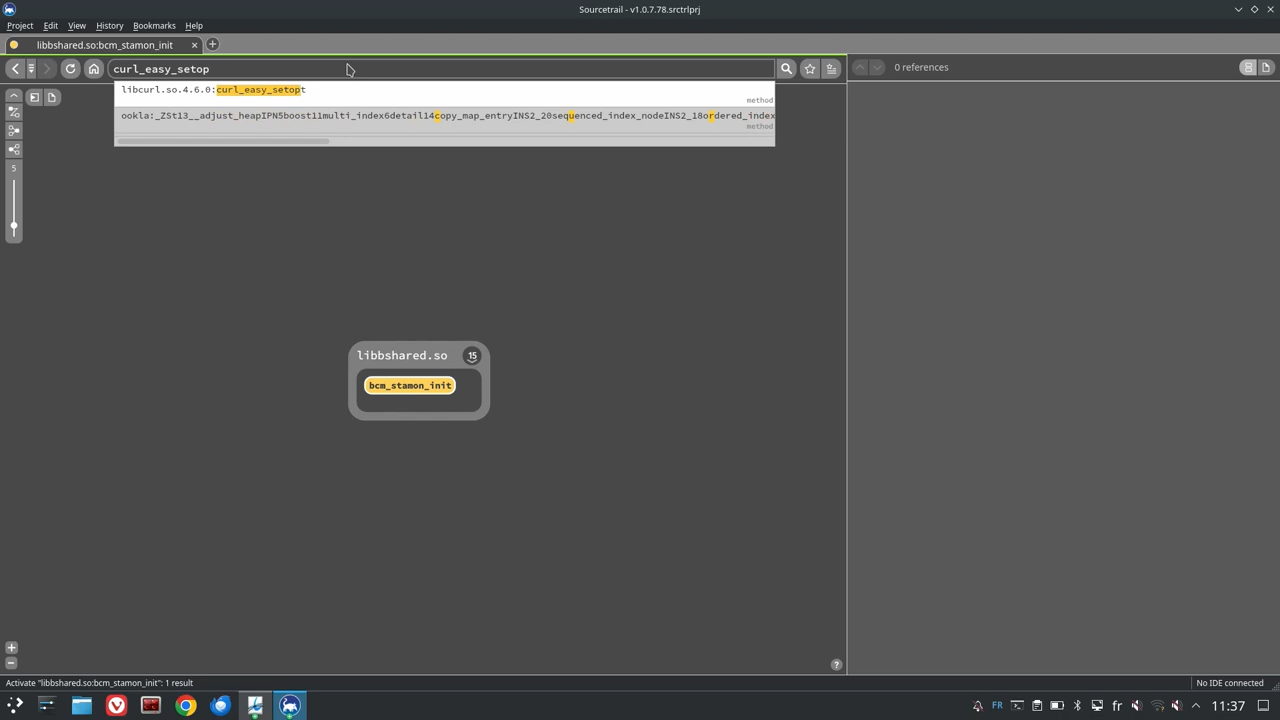 Sourcetrail - v1.0.7.78.srctrlprj
Project Edit View History Bookmarks Help
libbshared.so:bcm_stamon_init
curl_easy_setop
0 references
libcurl.so.4.6.0:curl_easy_setopt
method
ookla:_ZSt13__adjust_heapIPN5boost11multi_index6detail14copy_map_entryINS2_20sequenced_index_nodeINS2_18ordered_index
method
5
libbshared.so 15
bcm_stamon_init
?
Activate "libbshared.so:bcm_stamon_init": 1 result
No IDE connected
FR fr 11:37